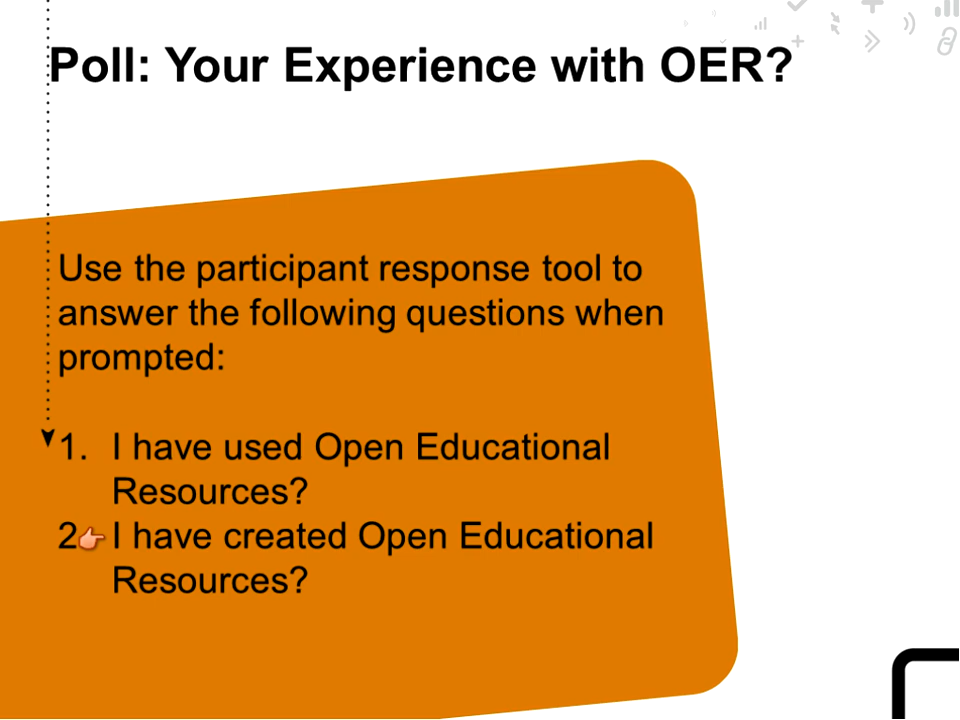 Poll: Your Experience with OER?
Use the participant response tool to
answer the following questions when
prompted:
1. I have used Open Educational
Resources?
2 I have created Open Educational
Resources?